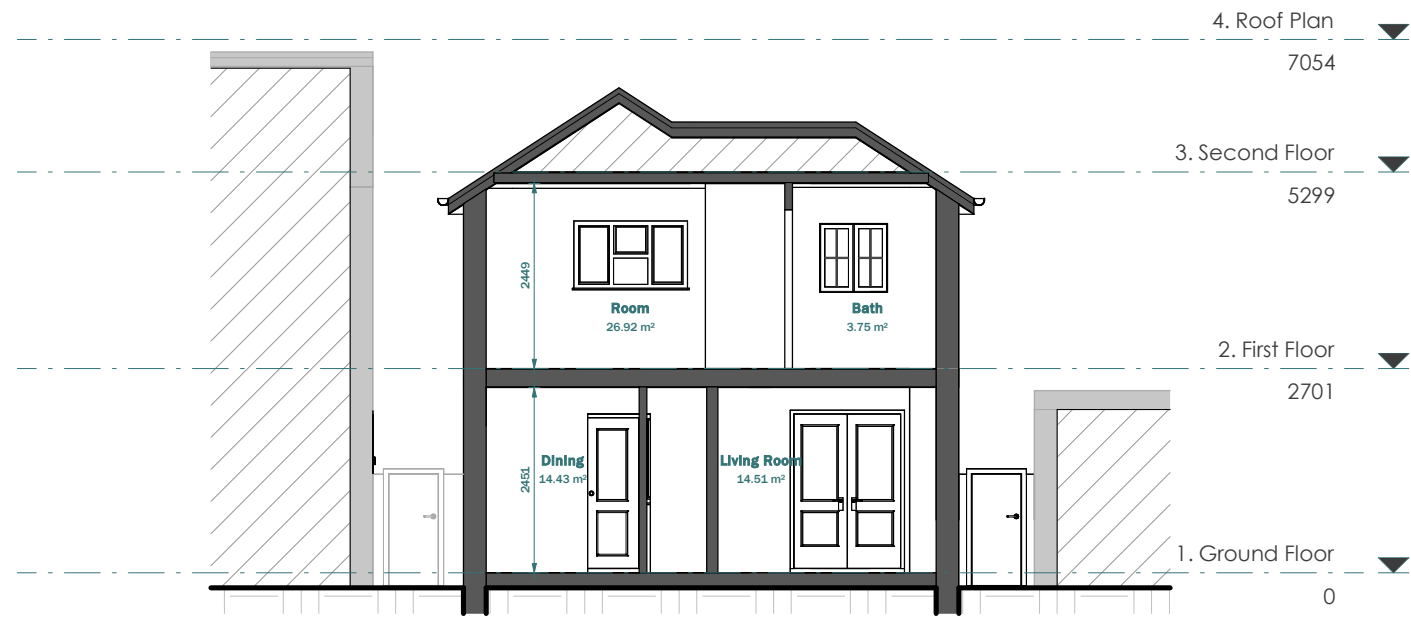 4. Roof Plan
7054
3. Second Floor
5299
2449
Room
26.92 m²
Bath
3.75 m²
2. First Floor
2701
2451
Dining
14.43 m²
Living Room
14.51 m²
1. Ground Floor
0